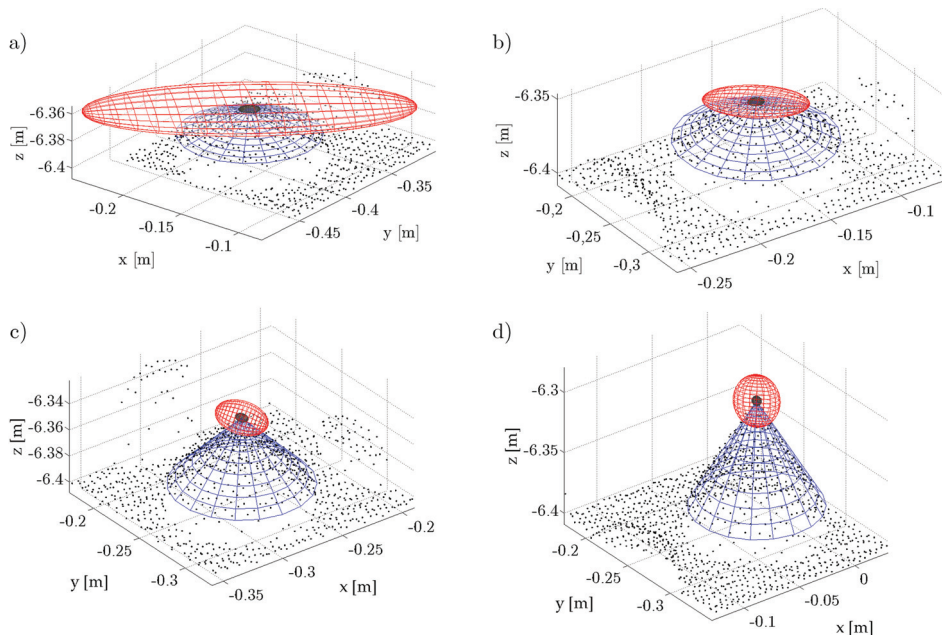 a)
z [m]
-6.36
-6.38
-6.4
-0.2
-0.15
-0.1
x [m]
-0.45
-0.4
-0.35
y [m]
b)
z [m]
-6.35
-6.4
-0,2
-0,25
-0,3
y [m]
-0.25
-0.2
-0.15
-0.1
x [m]
c)
z [m]
-6.34
-6.36
-6.38
-6.4
-0.2
-0.25
-0.3
y [m]
-0.35
-0.3
-0.25
-0.2
x [m]
d)
z [m]
-6.3
-6.35
-6.4
-0.2
-0.25
-0.3
y [m]
-0.1
-0.05
0
x [m]